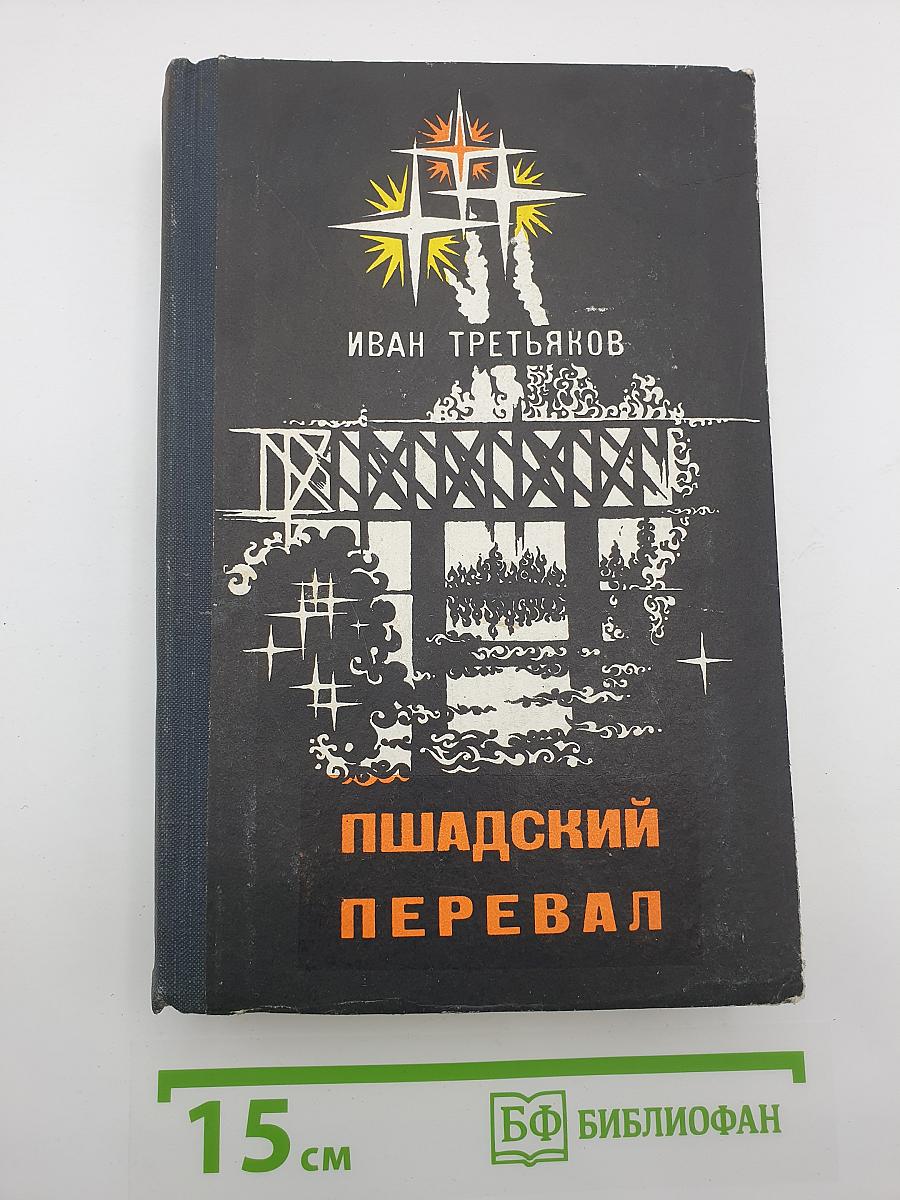 ИВАН ТРЕТЬЯКОВ
ПШАДСКИЙ
ПЕРЕВАЛ
15 см
БФ БИБЛИОФАН